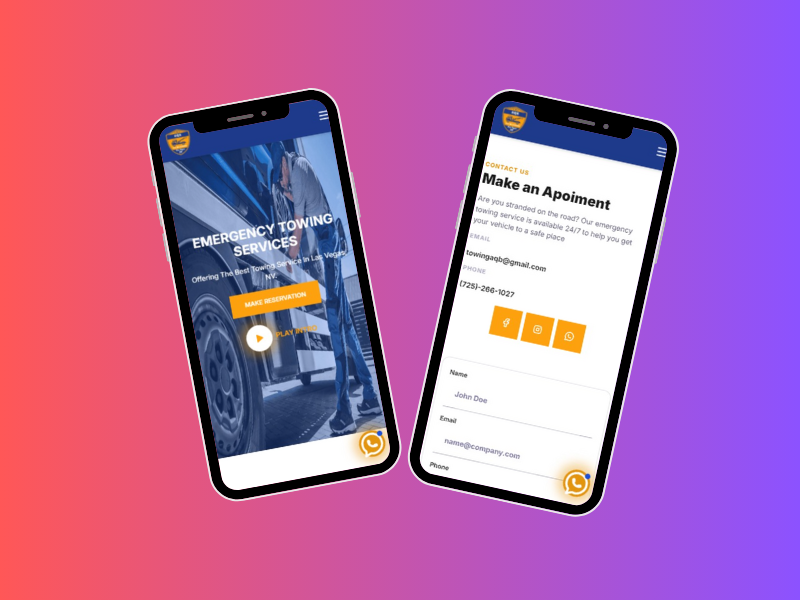 EMERGENCY TOWING
SERVICES
Offering The Best Towing Service In Las Vegas,
NV.
MAKE RESERVATION
CONTACT US
Make an Apoiment
Are you stranded on the road? Our emergency
towing service is available 24/7 to help you get
your vehicle to a safe place
EMAIL
towingaqb@gmail.com
PHONE
(725)-266-1027
Name
John Doe
Email
name@company.com
Phone